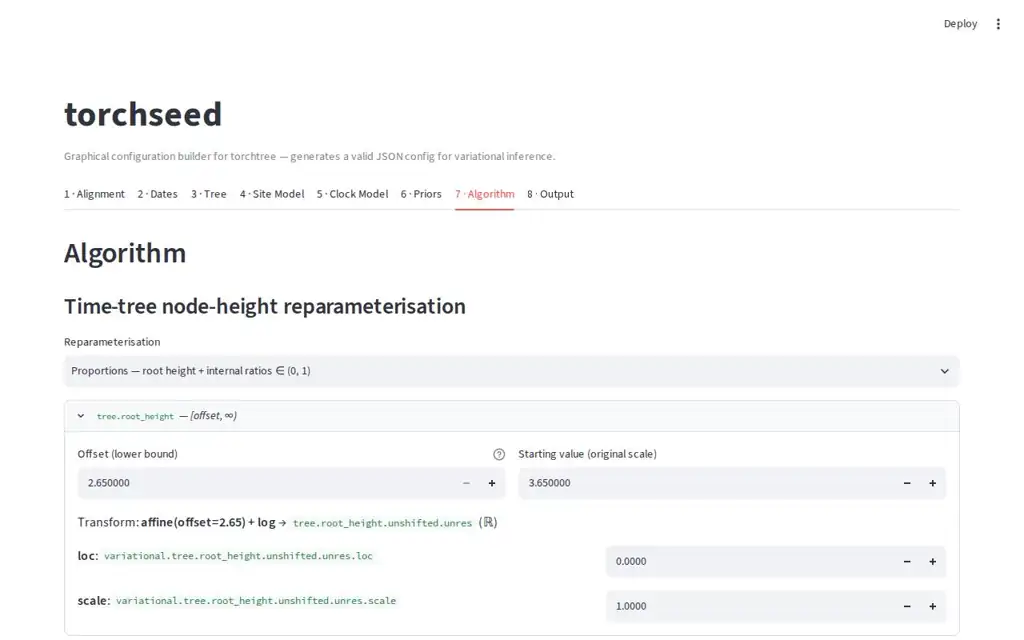 Deploy
torchseed
Graphical configuration builder for torchtree — generates a valid JSON config for variational inference.
1 · Alignment 2 · Dates 3 · Tree 4 · Site Model 5 · Clock Model 6 · Priors 7 · Algorithm 8 · Output
Algorithm
Time-tree node-height reparameterisation
Reparameterisation
Proportions — root height + internal ratios ∈ (0, 1)
tree.root_height — [offset, ∞)
Offset (lower bound) ? Starting value (original scale)
2.650000 − + 3.650000 − +
Transform: affine(offset=2.65) + log → tree.root_height.unshifted.unres (ℝ)
loc: variational.tree.root_height.unshifted.unres.loc 0.0000 − +
scale: variational.tree.root_height.unshifted.unres.scale 1.0000 − +